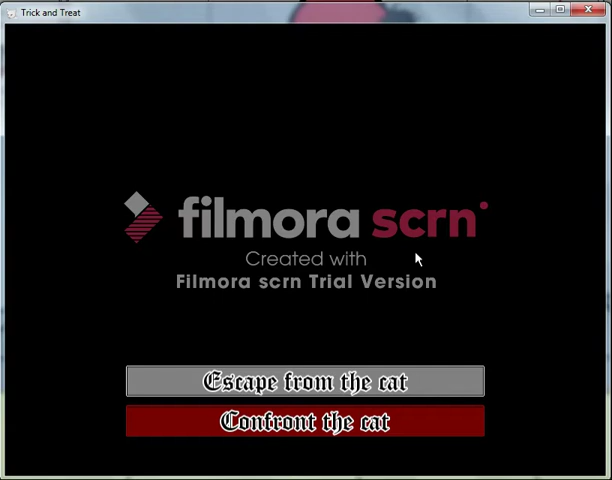 Trick and Treat
filmora scrn
Created with
Filmora scrn Trial Version
Escape from the cat
Confront the cat